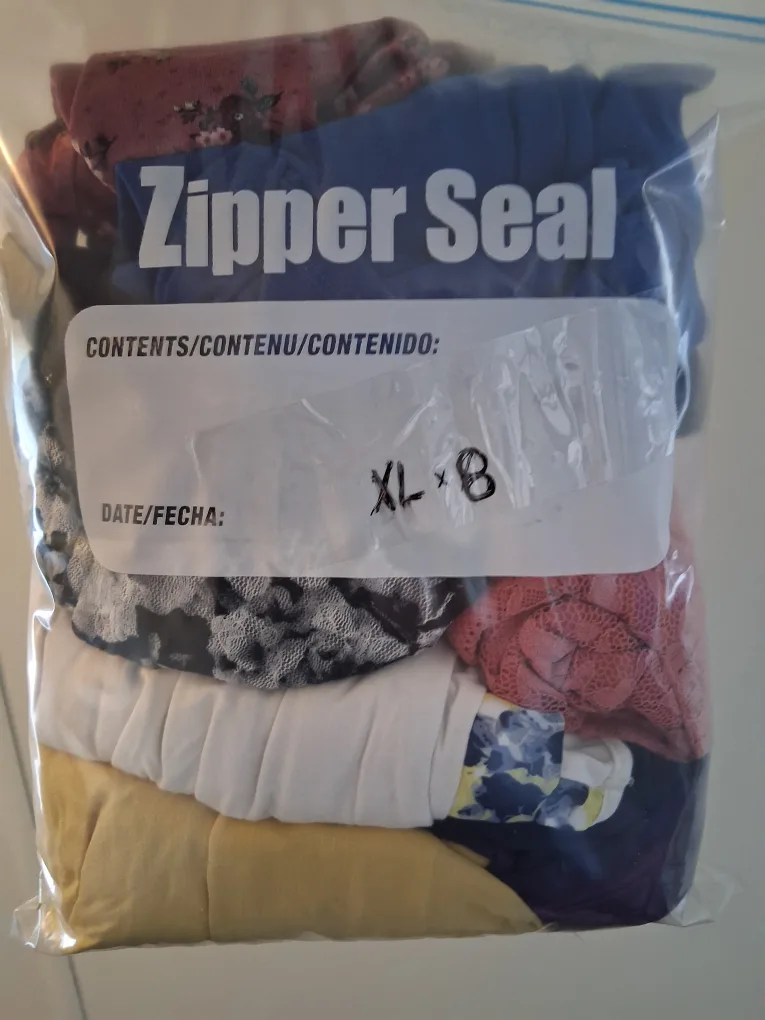 Zipper Seal
CONTENTS/CONTENU/CONTENIDO:
XL x 8
DATE/FECHA: